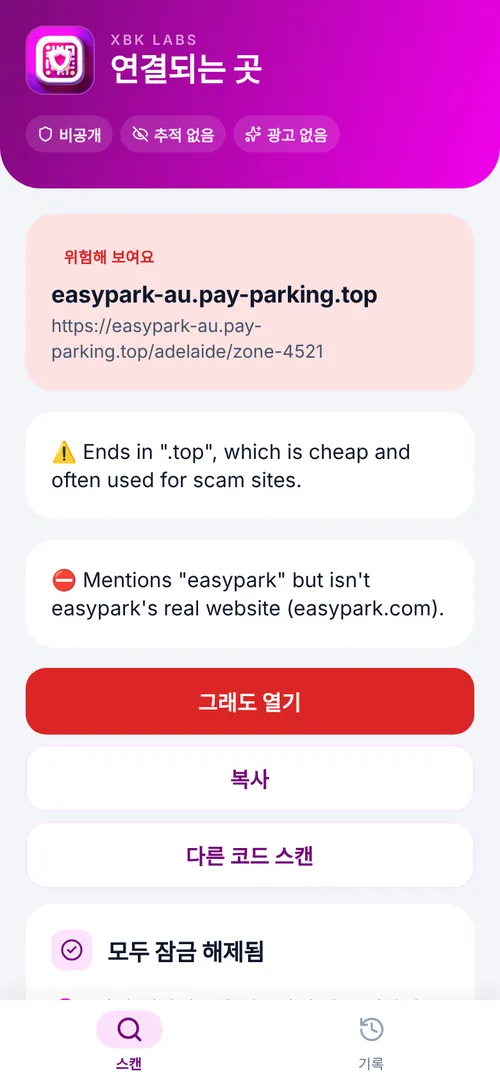 XBK LABS
연결되는 곳
비공개
추적 없음
광고 없음
위험해 보여요
easypark-au.pay-parking.top
https://easypark-au.pay-
parking.top/adelaide/zone-4521
⚠️ Ends in ".top", which is cheap and
often used for scam sites.
⛔ Mentions "easypark" but isn't
easypark's real website (easypark.com).
그래도 열기
복사
다른 코드 스캔
모두 잠금 해제됨
스캔
기록